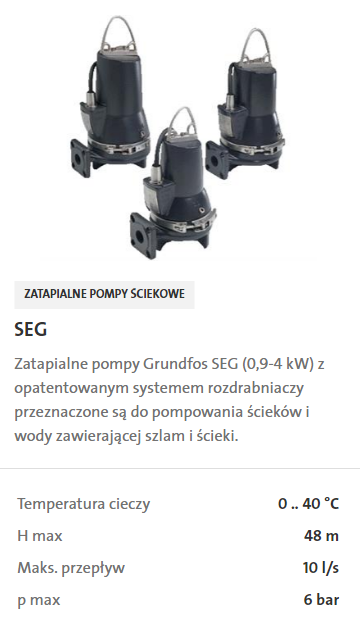 ZATAPIALNE POMPY ŚCIEKOWE
SEG
Zatapialne pompy Grundfos SEG (0,9-4 kW) z
opatentowanym systemem rozdrabniaczy
przeznaczone są do pompowania ścieków i
wody zawierającej szlam i ścieki.
Temperatura cieczy 0 .. 40 °C
H max 48 m
Maks. przepływ 10 l/s
p max 6 bar